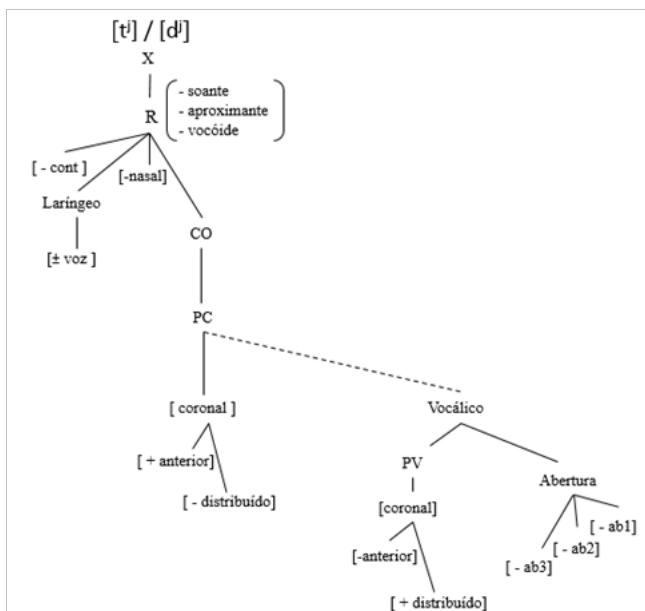 [tʲ] / [dʲ]
X
R
- soante
- aproximante
- vocóide
[ - cont ]
[-nasal]
Laríngeo
[± voz ]
CO
PC
[ coronal ]
Vocálico
[ + anterior]
PV
Abertura
[ - distribuído]
[coronal]
[ - ab1]
[ - ab2]
[ - ab3]
[-anterior]
[ + distribuído]